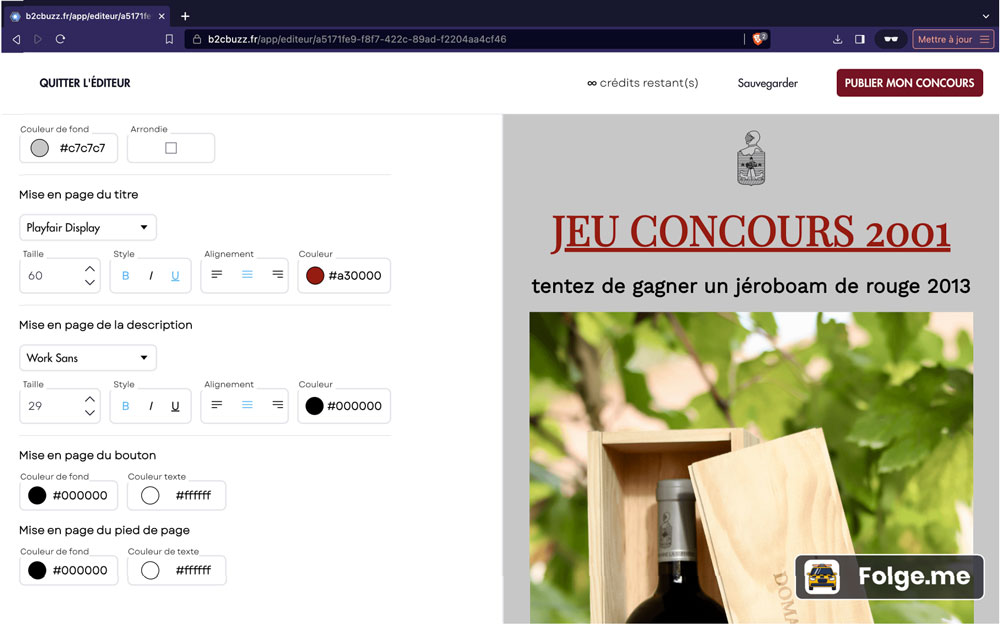 b2cbuzz.fr/app/editeur/a5171fe
b2cbuzz.fr/app/editeur/a5171fe9-f8f7-422c-89ad-f2204aa4cf46
2
Mettre à jour
QUITTER L'ÉDITEUR
∞ crédits restant(s)
Sauvegarder
PUBLIER MON CONCOURS
Couleur de fond
Arrondie
#c7c7c7
Mise en page du titre
Playfair Display
Taille
Style
Alignement
Couleur
60
B I U
#a30000
Mise en page de la description
Work Sans
Taille
Style
Alignement
Couleur
29
B I U
#000000
Mise en page du bouton
Couleur de fond
Couleur texte
#000000
#ffffff
Mise en page du pied de page
Couleur de fond
Couleur de texte
#000000
#ffffff
JEU CONCOURS 2001
tentez de gagner un jéroboam de rouge 2013
DOMA
Folge.me